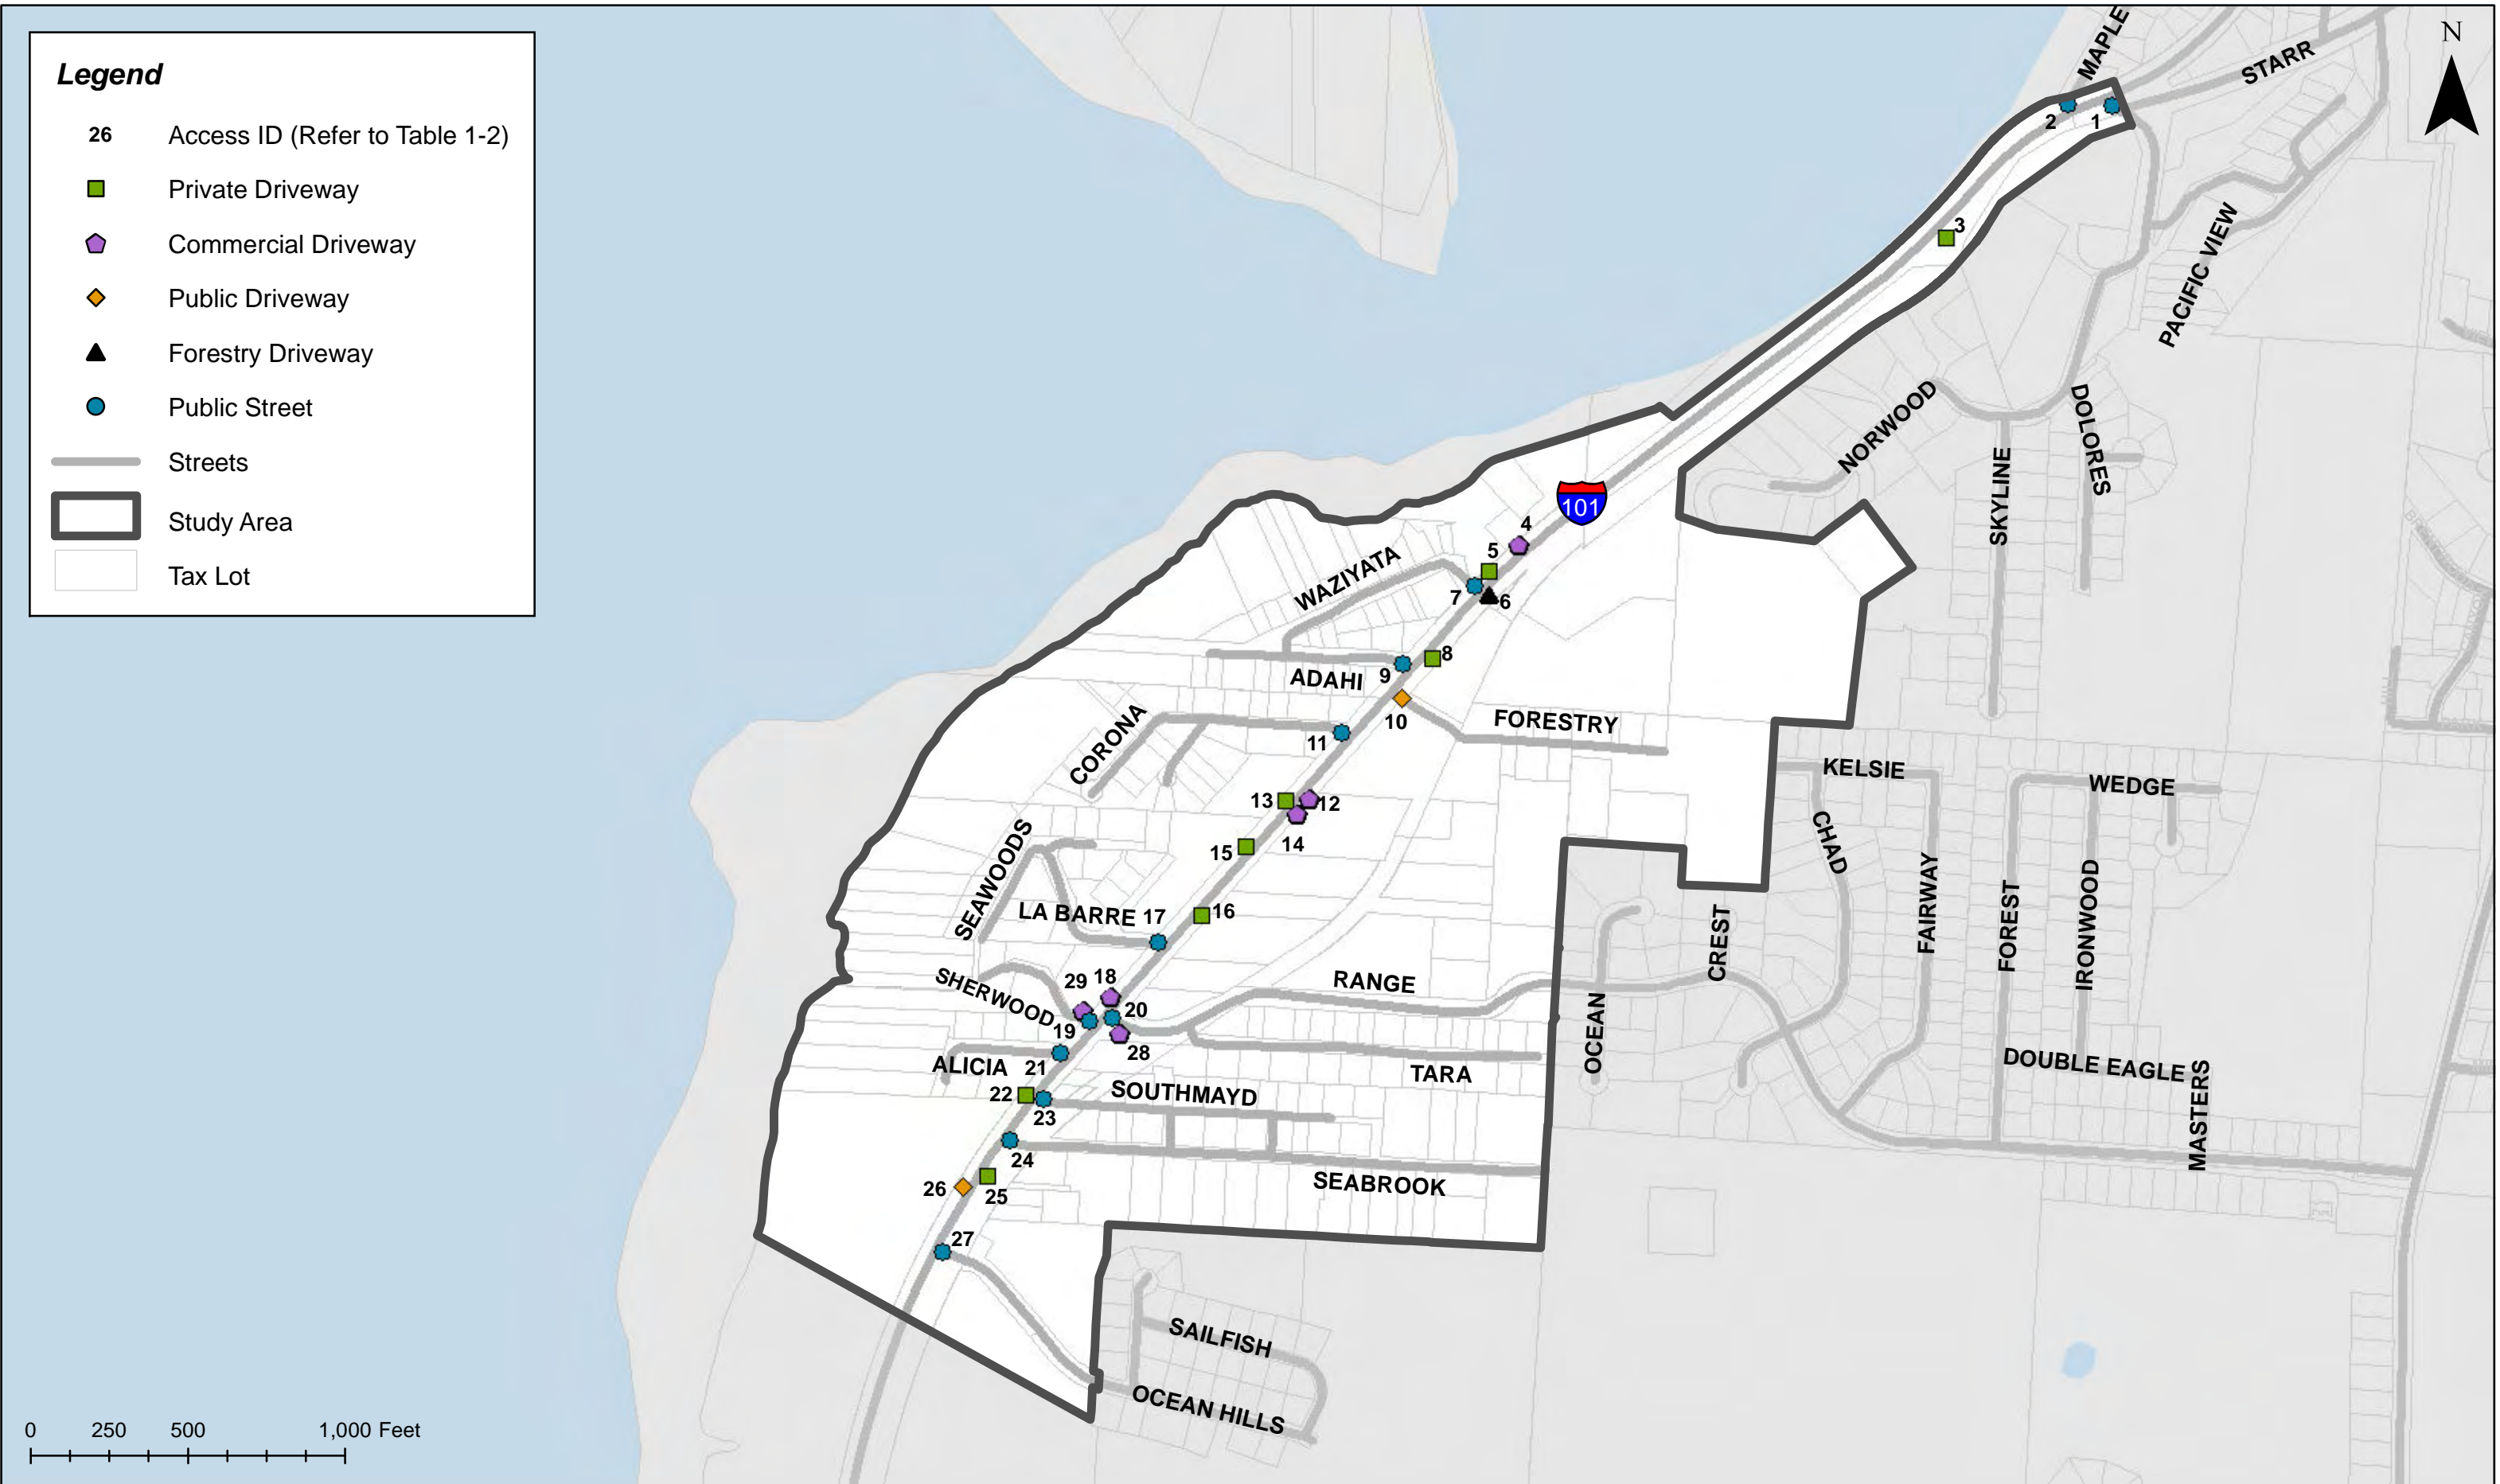 Legend
26 Access ID (Refer to Table 1-2)
Private Driveway
Commercial Driveway
Public Driveway
Forestry Driveway
Public Street
Streets
Study Area
Tax Lot
N
MAPLE
STARR
2
1
3
PACIFIC VIEW
NORWOOD
DOLORES
SKYLINE
101
4
5
WAZIYATA
7
6
8
9
ADAHI
10
FORESTRY
CORONA
11
KELSIE
WEDGE
13
12
CHAD
14
15
SEAWOODS
FAIRWAY
FOREST
IRONWOOD
LA BARRE
17
16
CREST
SHERWOOD
29
18
RANGE
20
19
OCEAN
28
ALICIA
21
TARA
DOUBLE EAGLE
MASTERS
22
SOUTHMAYD
23
24
SEABROOK
26
25
27
SAILFISH
OCEAN HILLS
0 250 500 1,000 Feet